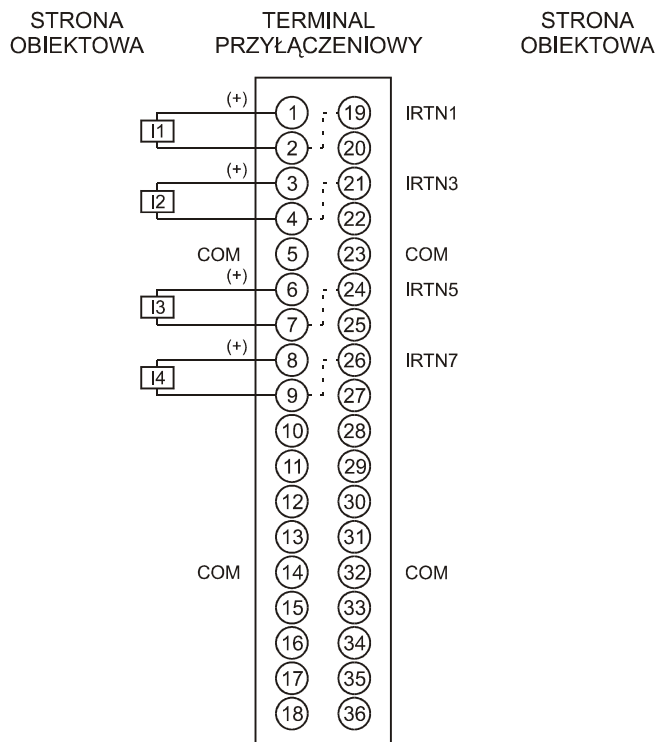 STRONA OBIEKTOWA
TERMINAL PRZYŁĄCZENIOWY
STRONA OBIEKTOWA
(+) 1 19 IRTN1
I1
2 20
(+) 3 21 IRTN3
I2
4 22
COM 5 23 COM
(+) 6 24 IRTN5
I3
7 25
(+) 8 26 IRTN7
I4
9 27
10 28
11 29
12 30
13 31
COM 14 32 COM
15 33
16 34
17 35
18 36